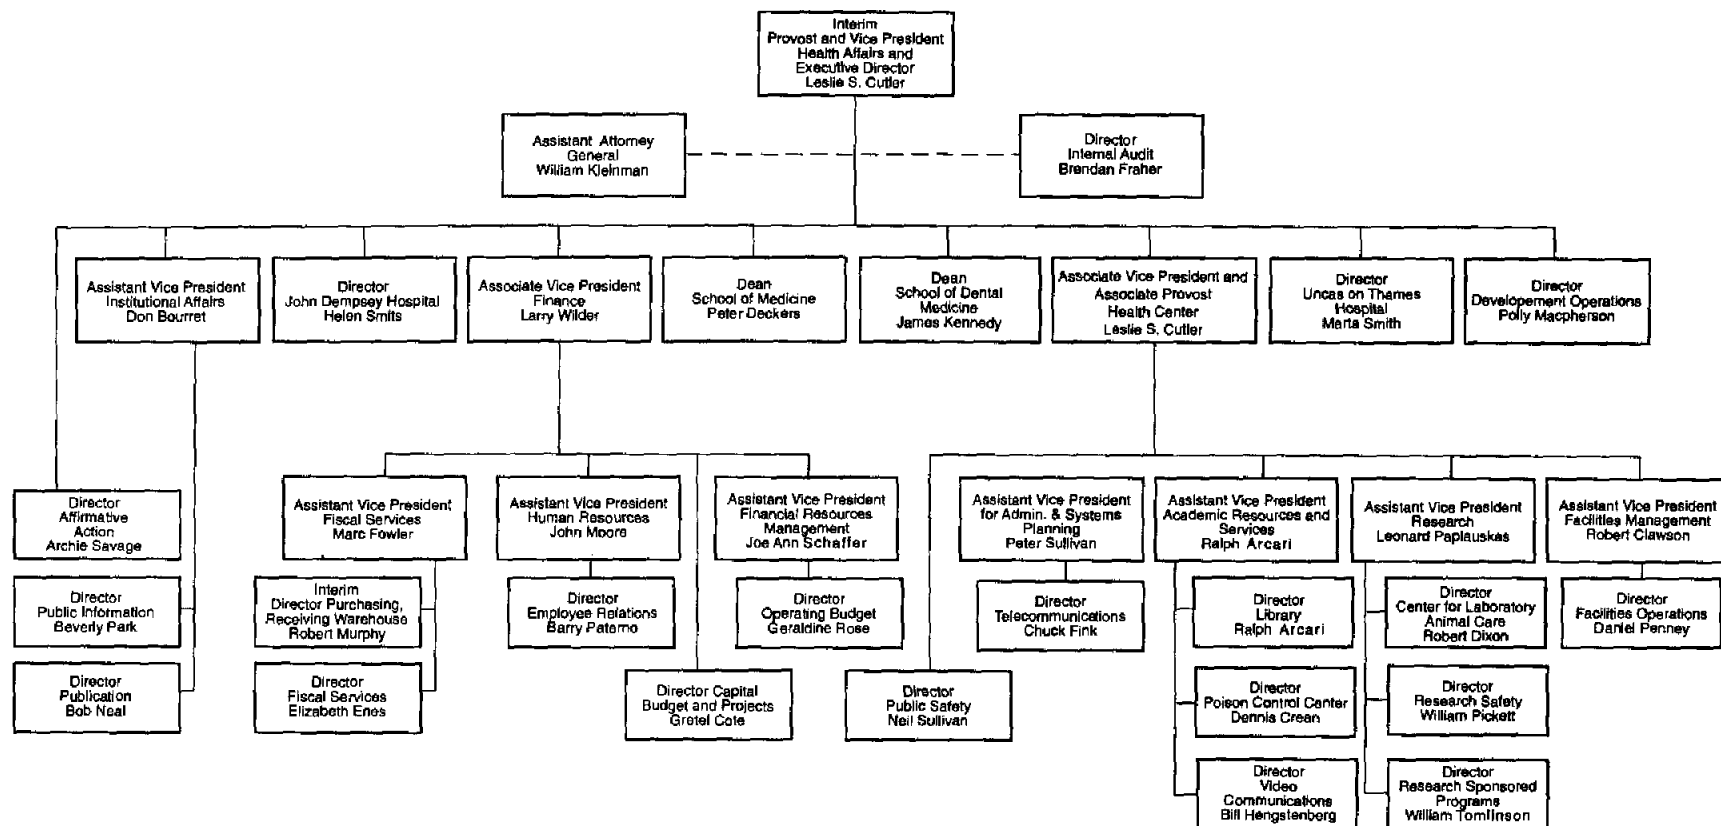 Interim
Provost and Vice President
Health Affairs and
Executive Director
Leslie S. Cutler
Assistant Attorney
General
William Kleinman
Director
Internal Audit
Brendan Fraher
Assistant Vice President
Institutional Affairs
Don Bourret
Director
John Dempsey Hospital
Helen Smits
Associate Vice President
Finance
Larry Wilder
Dean
School of Medicine
Peter Deckers
Dean
School of Dental
Medicine
James Kennedy
Associate Vice President and
Associate Provost
Health Center
Leslie S. Cutler
Director
Uncas on Thames
Hospital
Marta Smith
Director
Developement Operations
Polly Macpherson
Director
Affirmative
Action
Archie Savage
Assistant Vice President
Fiscal Services
Marc Fowler
Assistant Vice President
Human Resources
John Moore
Assistant Vice President
Financial Resources
Management
Joe Ann Schaffer
Assistant Vice President
for Admin. & Systems
Planning
Peter Sullivan
Assistant Vice President
Academic Resources and
Services
Ralph Arcari
Assistant Vice President
Research
Leonard Paplauskas
Assistant Vice President
Facilities Management
Robert Clawson
Director
Public Information
Beverly Park
Interim
Director Purchasing,
Receiving Warehouse
Robert Murphy
Director
Employee Relations
Barry Paterno
Director
Operating Budget
Geraldine Rose
Director
Telecommunications
Chuck Fink
Director
Library
Ralph Arcari
Director
Center for Laboratory
Animal Care
Robert Dixon
Director
Facilities Operations
Daniel Penney
Director
Publication
Bob Neal
Director
Fiscal Services
Elizabeth Enes
Director Capital
Budget and Projects
Gretel Cote
Director
Public Safety
Neil Sullivan
Director
Poison Control Center
Dennis Crean
Director
Research Safety
William Pickett
Director
Video
Communications
Bill Hengstenberg
Director
Research Sponsored
Programs
William Tomlinson